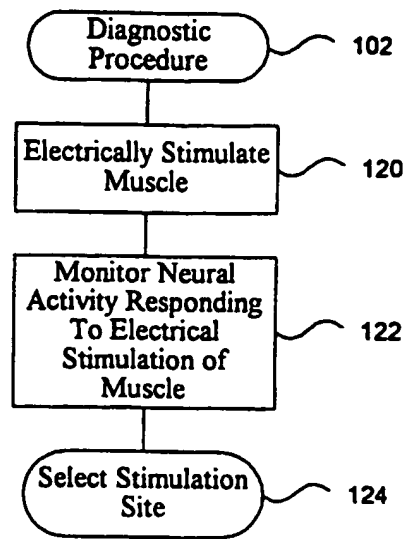 Diagnostic
Procedure
102
Electrically Stimulate
Muscle
120
Monitor Neural
Activity Responding
To Electrical
Stimulation of
Muscle
122
Select Stimulation
Site
124